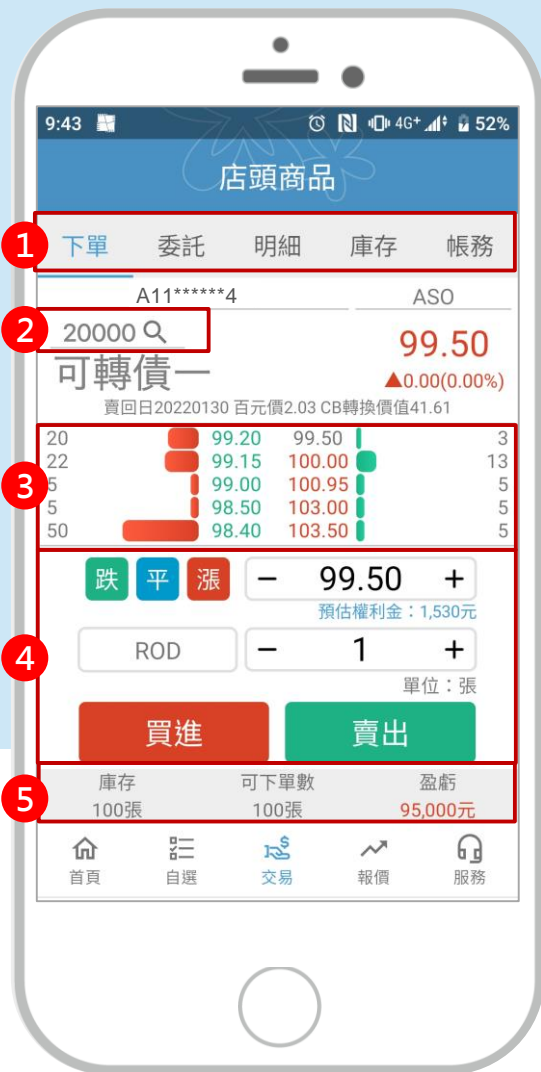 9:43 4G+ 52%
店頭商品
1 下單 委託 明細 庫存 帳務
A11******4 ASO
2 20000 99.50
可轉債一 ▲0.00(0.00%)
賣回日20220130 百元價2.03 CB轉換價值41.61
20 99.20 99.50 3
22 99.15 100.00 13
3 5 99.00 100.95 5
5 98.50 103.00 5
50 98.40 103.50 5
跌 平 漲 − 99.50 +
預估權利金：1,530元
4 ROD − 1 +
單位：張
買進 賣出
5 庫存 可下單數 盈虧
100張 100張 95,000元
首頁 自選 交易 報價 服務